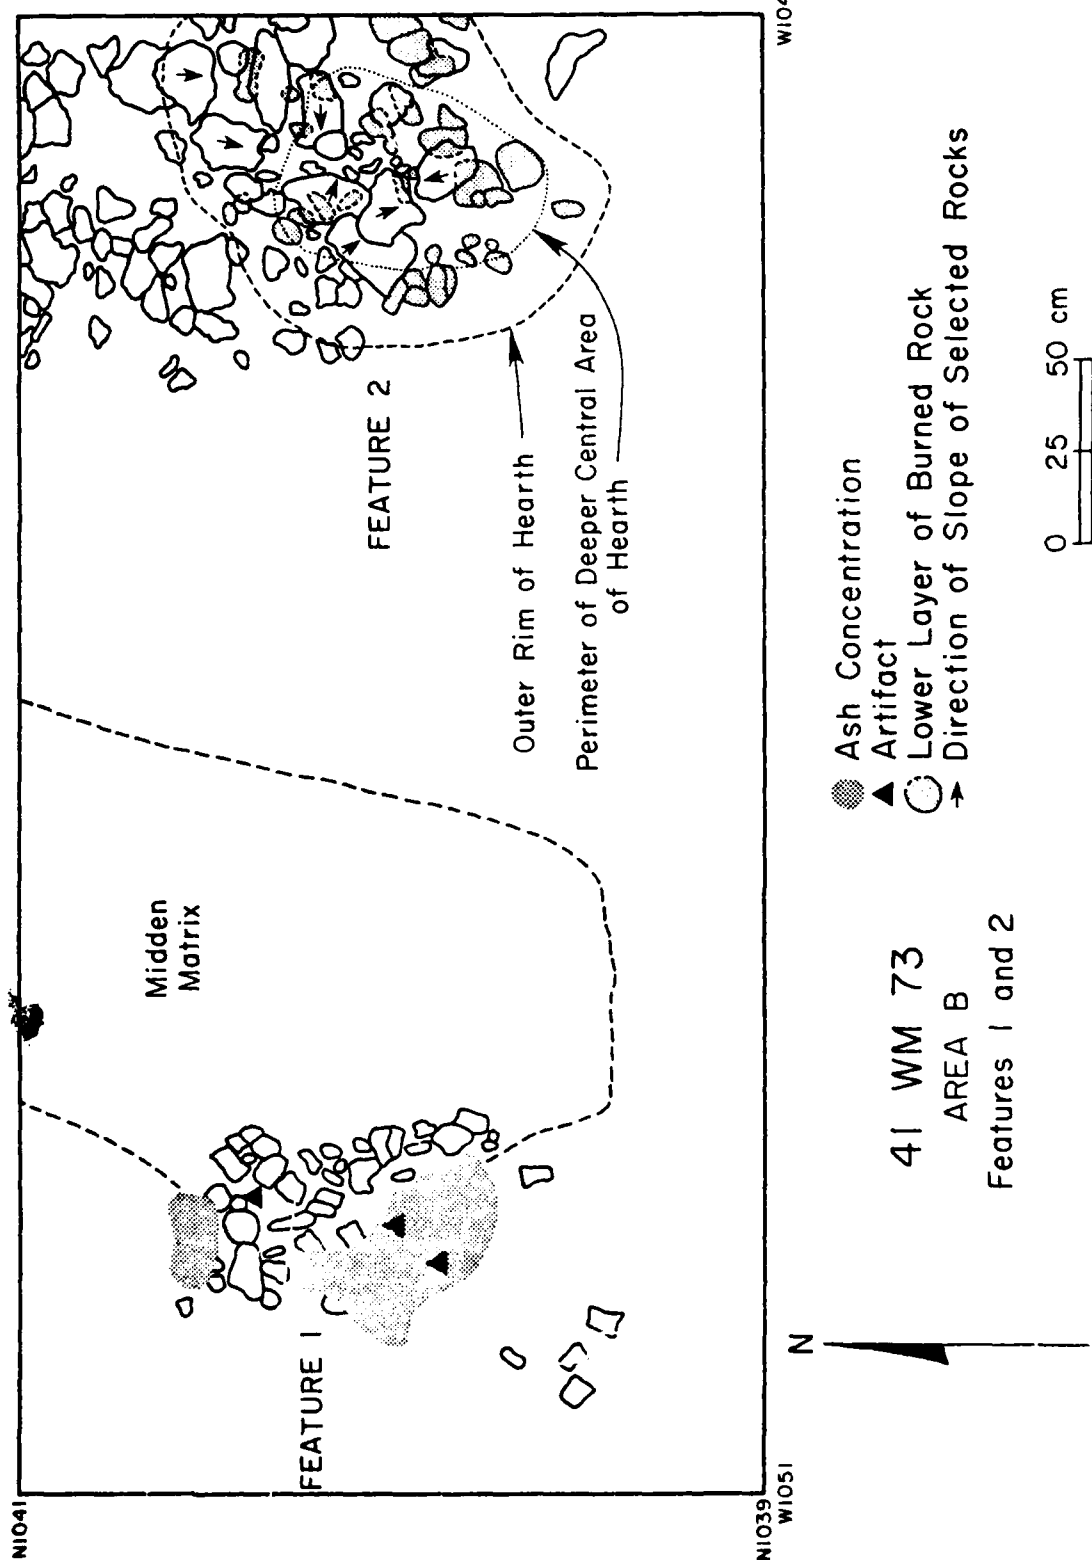 N1041
N1039
W1051
W104
FEATURE 1
Midden
Matrix
FEATURE 2
Outer Rim of Hearth
Perimeter of Deeper Central Area
of Hearth
N
41 WM 73
AREA B
Features 1 and 2
Ash Concentration
Artifact
Lower Layer of Burned Rock
Direction of Slope of Selected Rocks
0 25 50 cm